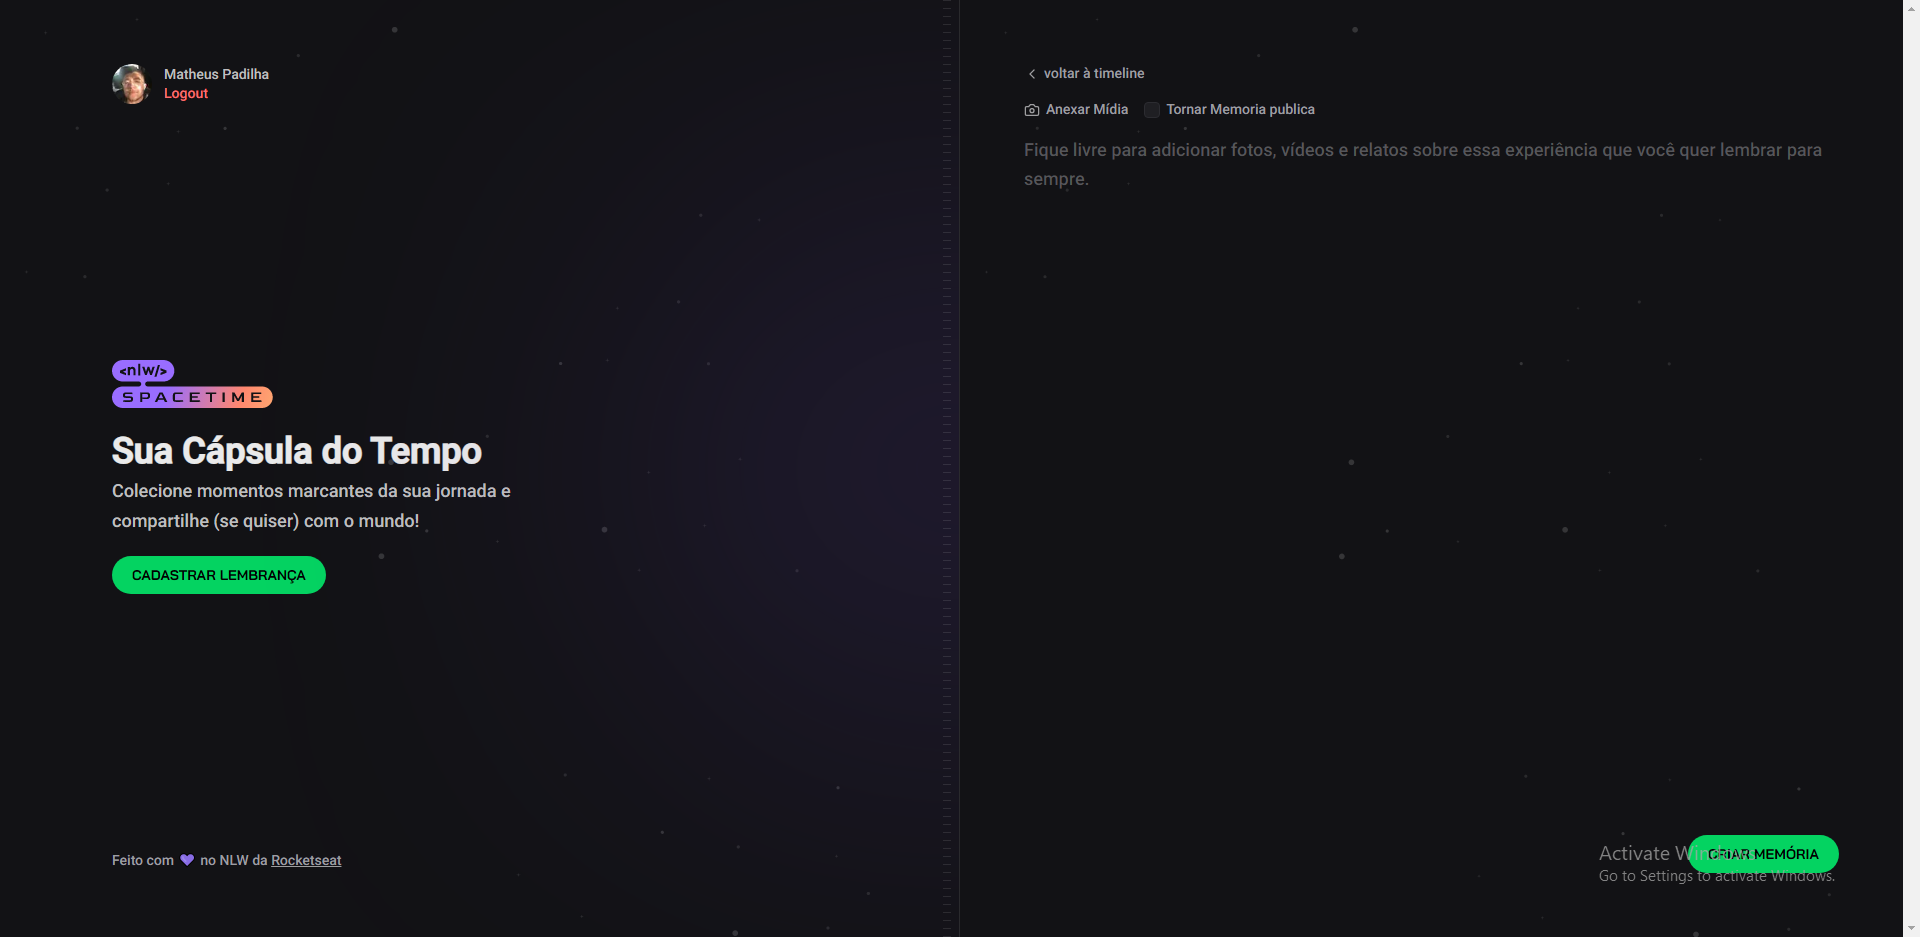 Matheus Padilha
Logout
<nlw/>
SPACETIME
Sua Cápsula do Tempo
Colecione momentos marcantes da sua jornada e
compartilhe (se quiser) com o mundo!
CADASTRAR LEMBRANÇA
Feito com 💜 no NLW da Rocketseat
voltar à timeline
Anexar Mídia
Tornar Memoria publica
Fique livre para adicionar fotos, vídeos e relatos sobre essa experiência que você quer lembrar para
sempre.
CRIAR MEMÓRIA
Activate Windows
Go to Settings to activate Windows.